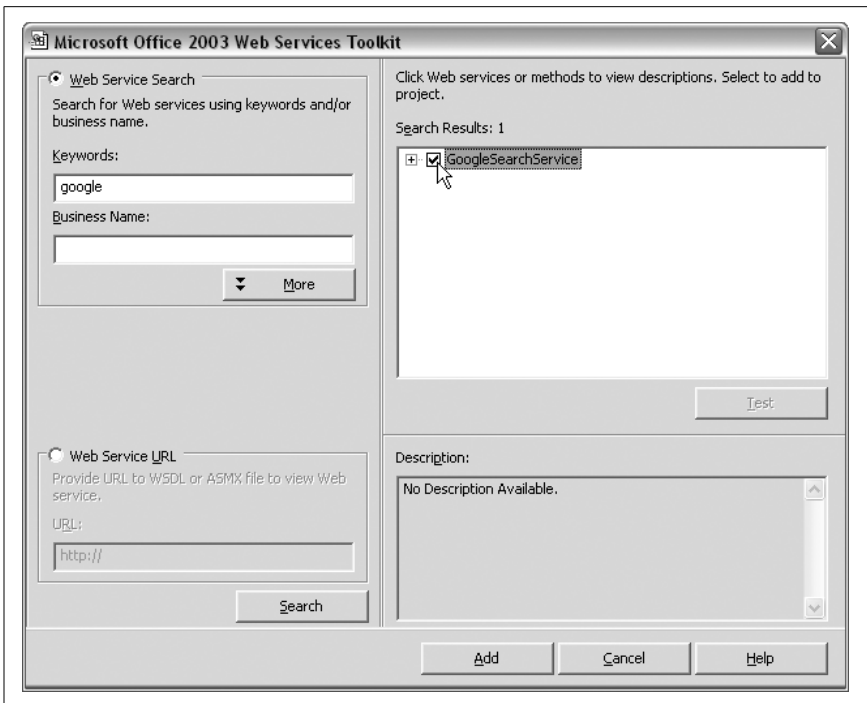 Microsoft Office 2003 Web Services Toolkit
Web Service Search
Search for Web services using keywords and/or
business name.
Keywords:
google
Business Name:
More
Web Service URL
Provide URL to WSDL or ASMX file to view Web
service.
URL:
http://
Search
Click Web services or methods to view descriptions. Select to add to
project.
Search Results: 1
GoogleSearchService
Test
Description:
No Description Available.
Add
Cancel
Help